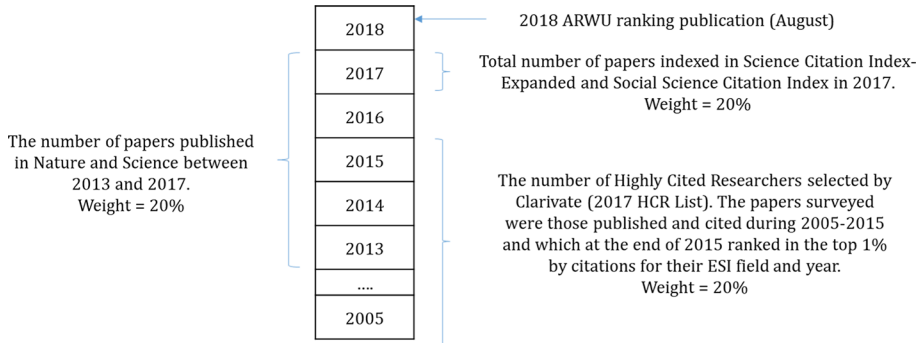 2018 ARWU ranking publication (August)
2018
2017
2016
2015
2014
2013
....
2005
Total number of papers indexed in Science Citation Index-
Expanded and Social Science Citation Index in 2017.
Weight = 20%
The number of papers published
in Nature and Science between
2013 and 2017.
Weight = 20%
The number of Highly Cited Researchers selected by
Clarivate (2017 HCR List). The papers surveyed
were those published and cited during 2005-2015
and which at the end of 2015 ranked in the top 1%
by citations for their ESI field and year.
Weight = 20%